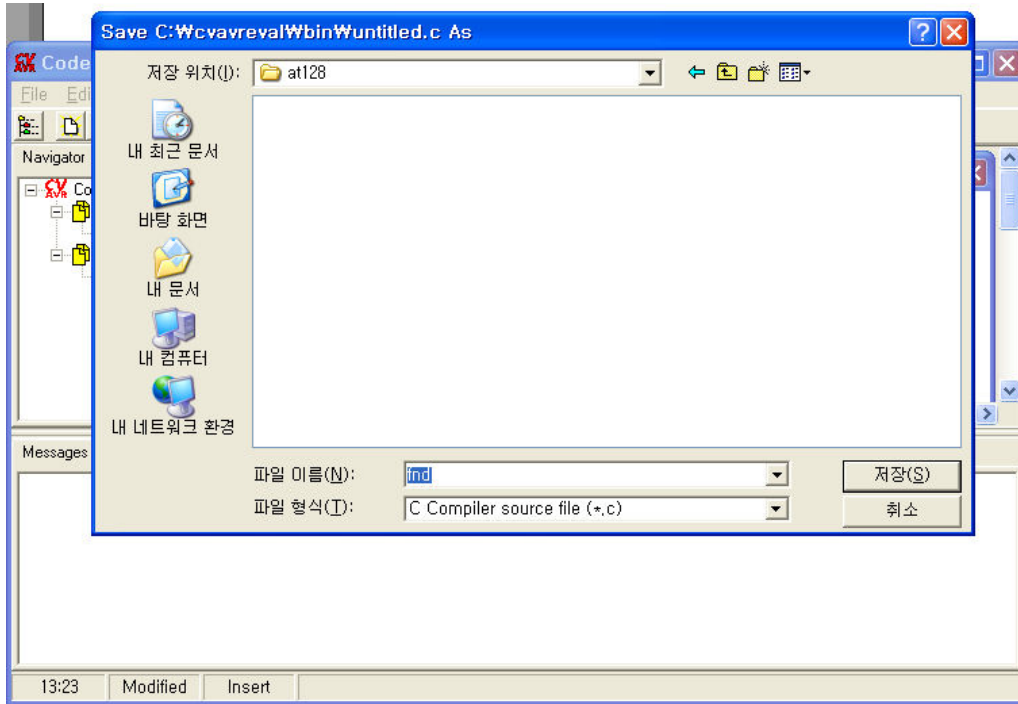 Save C:₩cvavreval₩bin₩untitled.c As
Code
File Edi
저장 위치(I): at128
Navigator
내 최근 문서
Co
바탕 화면
내 문서
내 컴퓨터
내 네트워크 환경
Messages
파일 이름(N): fnd
저장(S)
파일 형식(T): C Compiler source file (*.c)
취소
13:23 Modified Insert